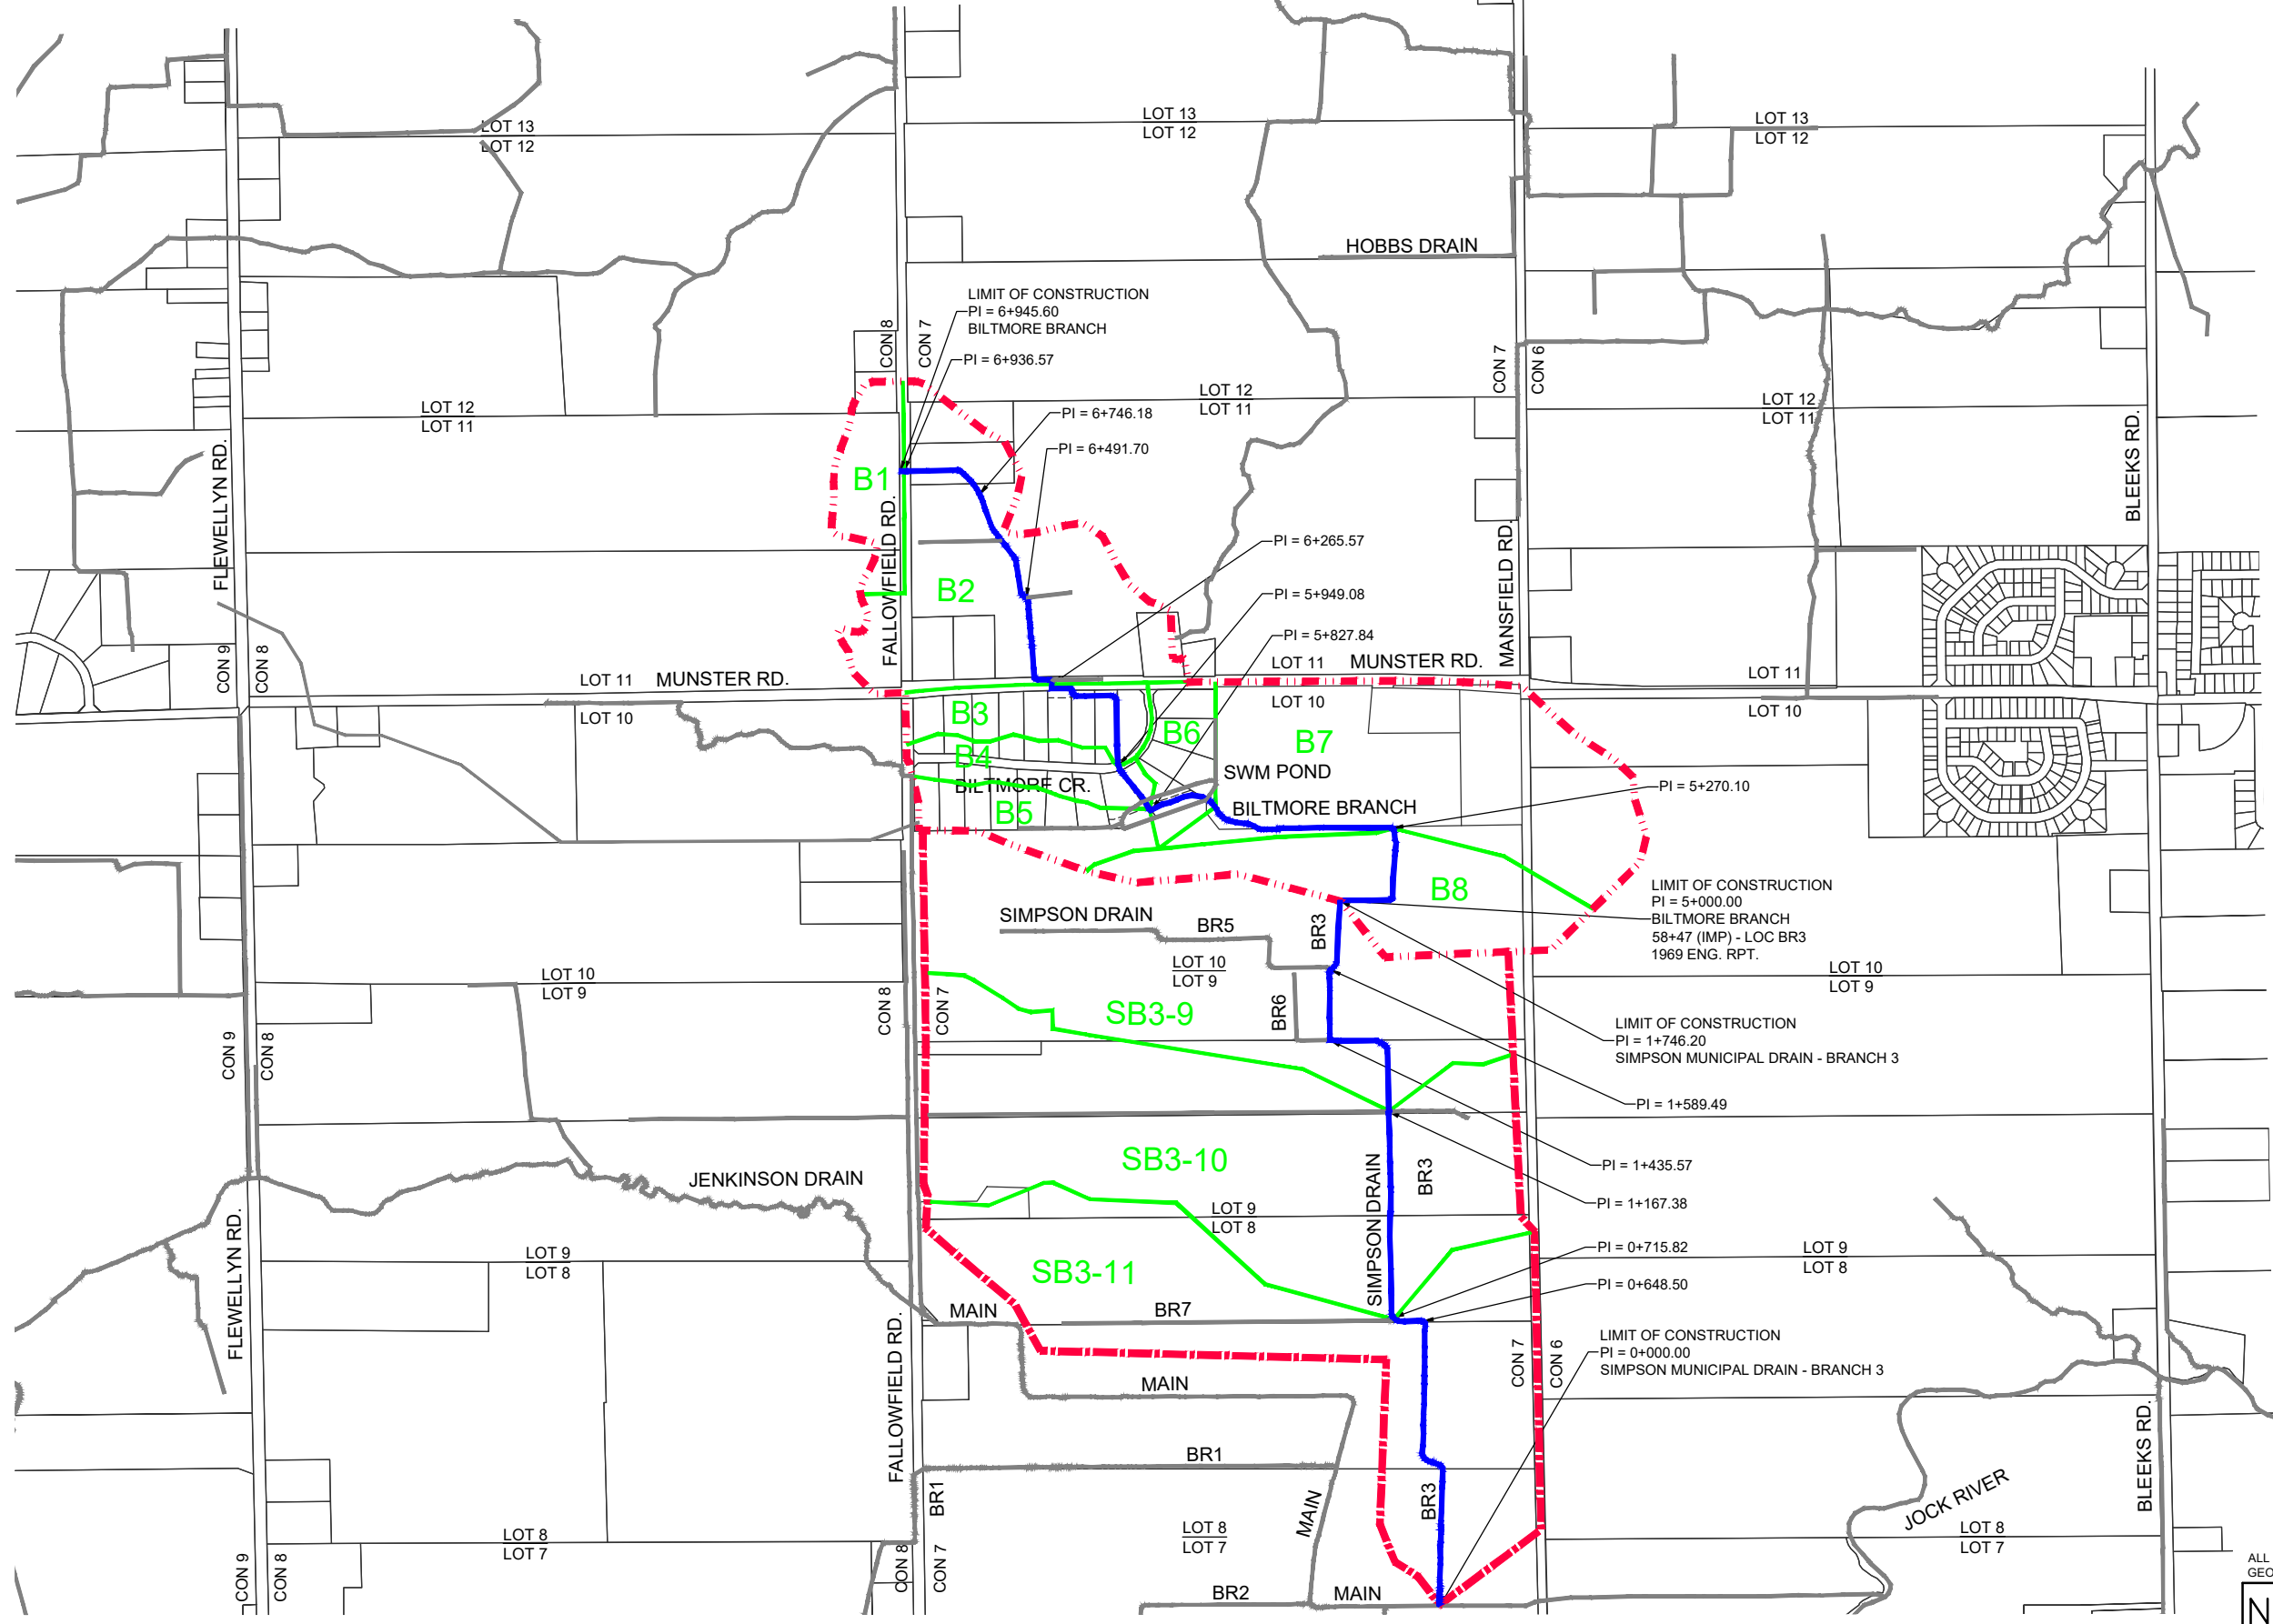 LOT 13
LOT 12
LOT 13
LOT 12
LOT 13
LOT 12
HOBBS DRAIN
LIMIT OF CONSTRUCTION
PI = 6+945.60
BILTMORE BRANCH
CON 8
CON 7
PI = 6+936.57
CON 7
CON 6
LOT 12
LOT 11
LOT 12
LOT 11
LOT 12
LOT 11
PI = 6+746.18
PI = 6+491.70
FLEWELLYN RD.
B1
FALLOWFIELD RD.
MANSFIELD RD.
BLEEKS RD.
PI = 6+265.57
B2
PI = 5+949.08
PI = 5+827.84
CON 9
CON 8
LOT 11
MUNSTER RD.
LOT 11
MUNSTER RD.
LOT 11
LOT 10
LOT 10
LOT 10
B3
B6
B7
B4
BILTMORE CR.
SWM POND
B5
BILTMORE BRANCH
PI = 5+270.10
B8
LIMIT OF CONSTRUCTION
PI = 5+000.00
BILTMORE BRANCH
58+47 (IMP) - LOC BR3
1969 ENG. RPT.
SIMPSON DRAIN
BR5
BR3
LOT 10
LOT 9
LOT 10
LOT 9
LOT 10
LOT 9
CON 8
CON 7
SB3-9
BR6
CON 9
CON 8
LIMIT OF CONSTRUCTION
PI = 1+746.20
SIMPSON MUNICIPAL DRAIN - BRANCH 3
PI = 1+589.49
SB3-10
PI = 1+435.57
JENKINSON DRAIN
SIMPSON DRAIN
BR3
PI = 1+167.38
LOT 9
LOT 8
FLEWELLYN RD.
LOT 9
LOT 8
SB3-11
PI = 0+715.82
LOT 9
LOT 8
PI = 0+648.50
MAIN
BR7
LIMIT OF CONSTRUCTION
PI = 0+000.00
SIMPSON MUNICIPAL DRAIN - BRANCH 3
CON 7
CON 6
FALLOWFIELD RD.
MAIN
BLEEKS RD.
BR1
BR1
MAIN
BR3
JOCK RIVER
LOT 8
LOT 7
LOT 8
LOT 7
LOT 8
LOT 7
CON 9
CON 8
CON 8
CON 7
BR2
MAIN
ALL
GEO
N